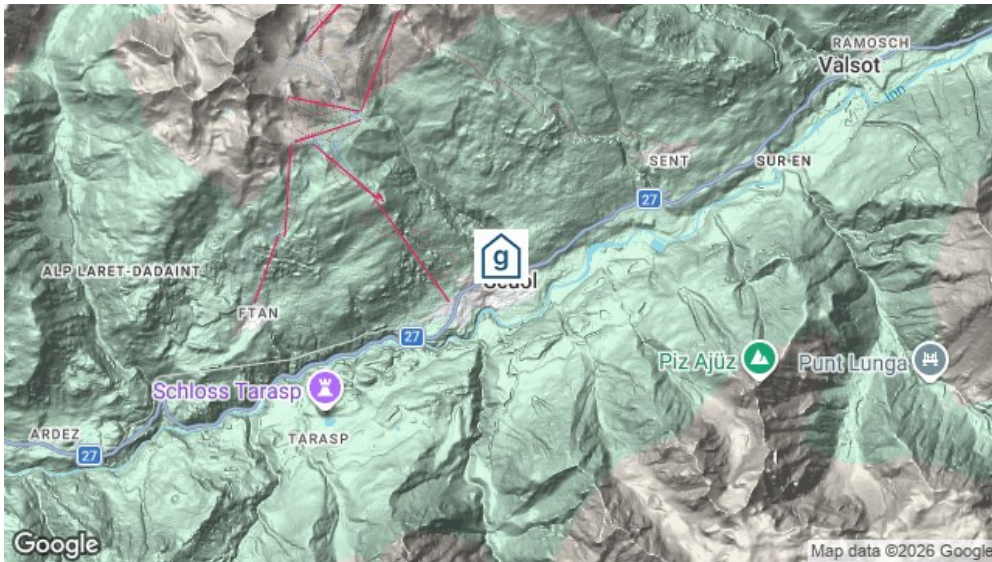 RAMOSCH
Valsot
Inn
SENT
SUR EN
27
g
Scuol
ALP LARET-DADAINT
FTAN
27
Piz Ajüz
Punt Lunga
Schloss Tarasp
ARDEZ
TARASP
27
Google
Map data ©2026 Google